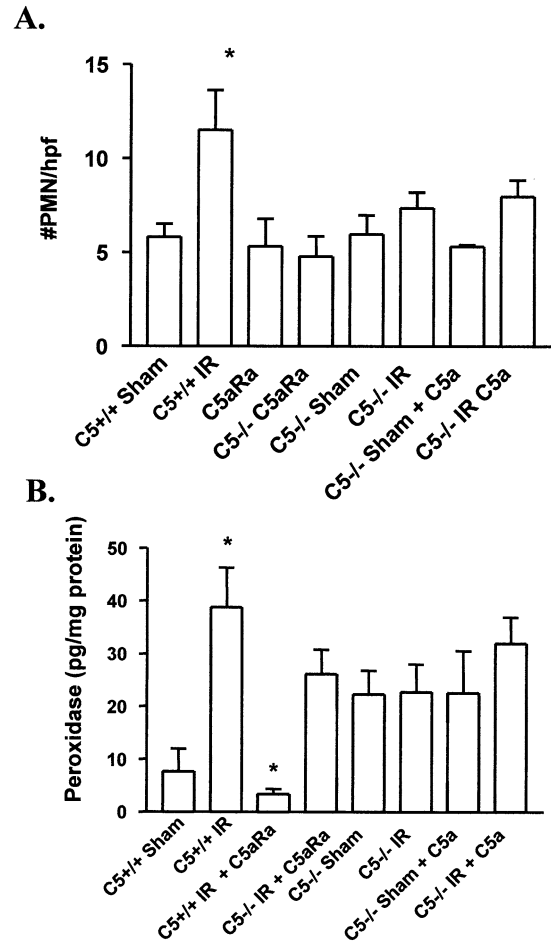 A.
*
15
10
5
0
#PMN/hpf
C5+/+ Sham
C5+/+ IR
C5aRa
C5-/- C5aRa
C5-/- Sham
C5-/- IR
C5-/- Sham + C5a
C5-/- IR C5a
B.
*
*
50
40
30
20
10
0
Peroxidase (pg/mg protein)
C5+/+ Sham
C5+/+ IR
C5+/+ IR + C5aRa
C5-/- IR + C5aRa
C5-/- Sham
C5-/- IR
C5-/- Sham + C5a
C5-/- IR + C5a